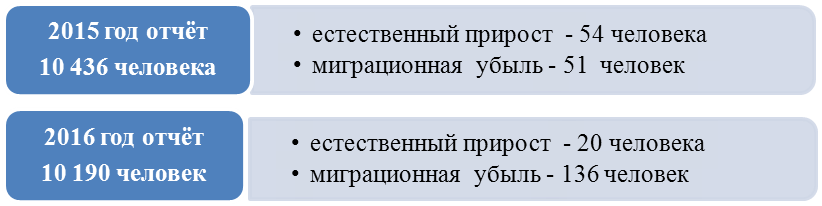 2015 год отчёт
10 436 человека
• естественный прирост - 54 человека
• миграционная убыль - 51 человек
2016 год отчёт
10 190 человек
• естественный прирост - 20 человека
• миграционная убыль - 136 человек